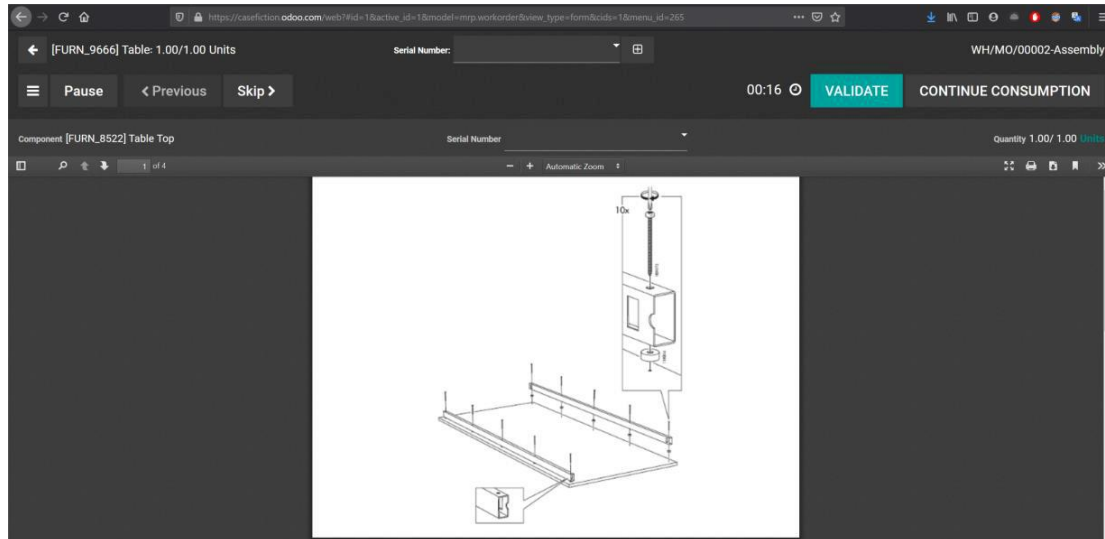 https://casefiction.odoo.com/web?#id=1&active_id=1&model=mrp.workorder&view_type=form&cids=1&menu_id=265
[FURN_9666] Table: 1.00/1.00 Units
Serial Number:
WH/MO/00002-Assembly
Pause
Previous
Skip
00:16
VALIDATE
CONTINUE CONSUMPTION
Component [FURN_8522] Table Top
Serial Number
Quantity 1.00/ 1.00 Units
1 of 4
Automatic Zoom
10x